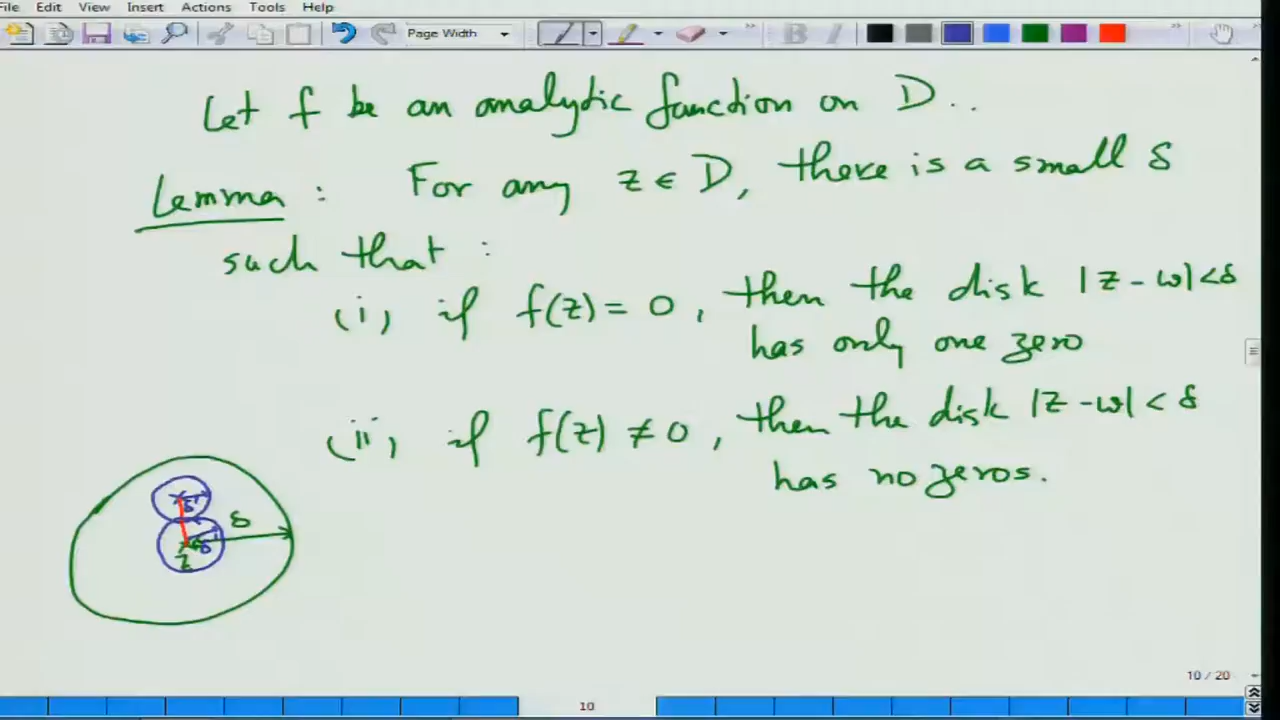 File Edit View Insert Actions Tools Help
Page Width
Let f be an analytic function on D..
Lemma : For any z ∈ D, there is a small δ
such that :
(i) if f(z) = 0, then the disk |z - w| < δ
has only one zero
(ii) if f(z) ≠ 0, then the disk |z - w| < δ
has no zeros.
δ'
δ
δ'
z
10 / 20
10